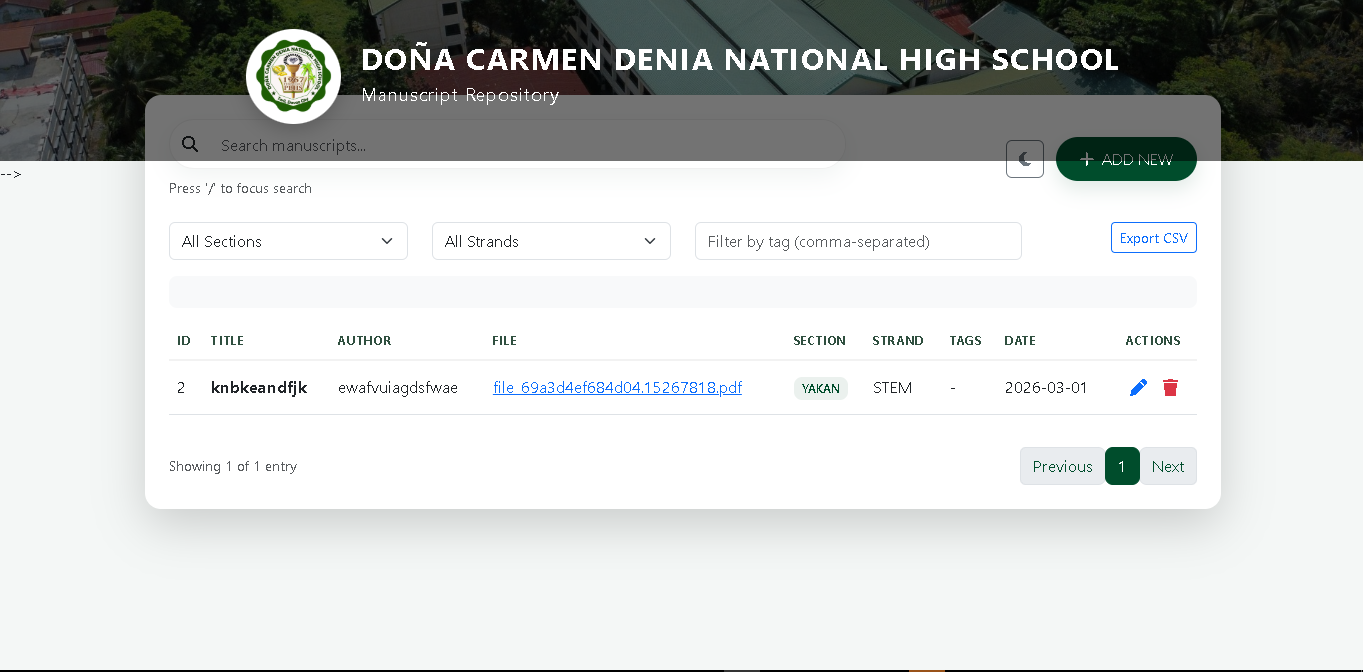 DOÑA CARMEN DENIA NATIONAL HIGH SCHOOL
Manuscript Repository
Search manuscripts...
ADD NEW
-->
Press '/' to focus search
All Sections All Strands Filter by tag (comma-separated) Export CSV
ID TITLE AUTHOR FILE SECTION STRAND TAGS DATE ACTIONS
2 knbkeandfjk ewafvuiagdsfwae file_69a3d4ef684d04.15267818.pdf YAKAN STEM - 2026-03-01
Showing 1 of 1 entry Previous 1 Next